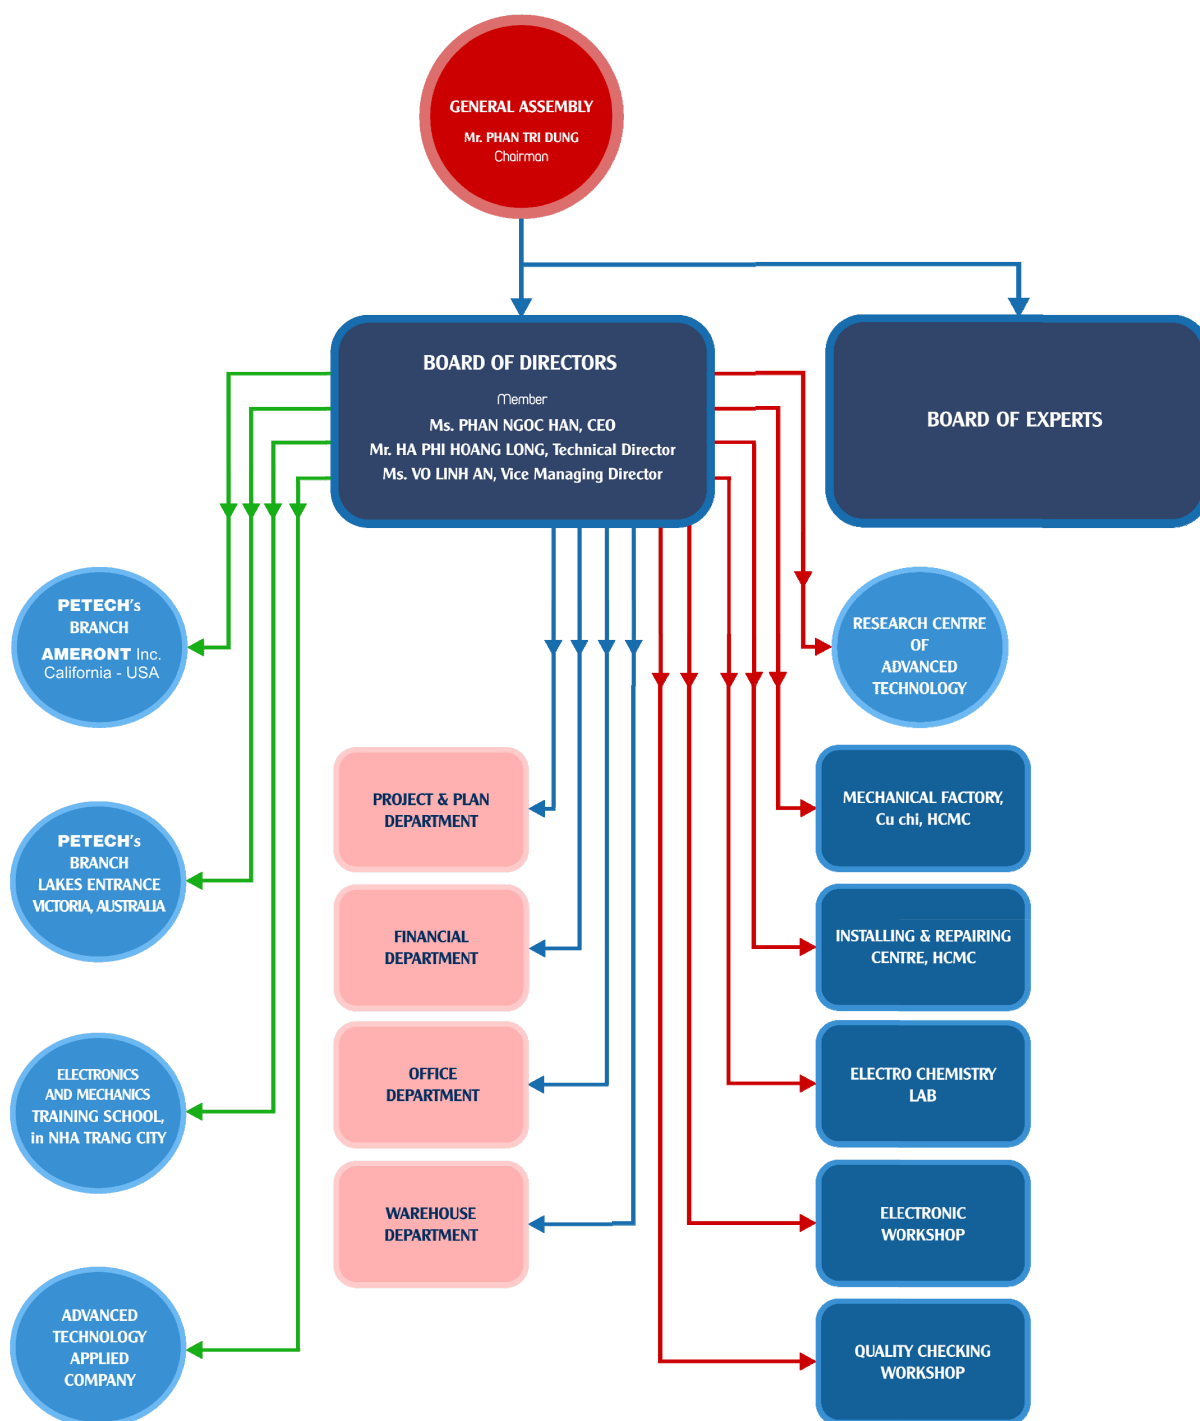 GENERAL ASSEMBLY
Mr. PHAN TRI DUNG
Chairman
BOARD OF DIRECTORS
Member
Ms. PHAN NGOC HAN, CEO
Mr. HA PHI HOANG LONG, Technical Director
Ms. VO LINH AN, Vice Managing Director
BOARD OF EXPERTS
PETECH's
BRANCH
AMERONT Inc.
California - USA
PETECH's
BRANCH
LAKES ENTRANCE
VICTORIA, AUSTRALIA
ELECTRONICS
AND MECHANICS
TRAINING SCHOOL,
in NHA TRANG CITY
ADVANCED
TECHNOLOGY
APPLIED
COMPANY
PROJECT & PLAN
DEPARTMENT
FINANCIAL
DEPARTMENT
OFFICE
DEPARTMENT
WAREHOUSE
DEPARTMENT
RESEARCH CENTRE
OF
ADVANCED
TECHNOLOGY
MECHANICAL FACTORY,
Cu chi, HCMC
INSTALLING & REPAIRING
CENTRE, HCMC
ELECTRO CHEMISTRY
LAB
ELECTRONIC
WORKSHOP
QUALITY CHECKING
WORKSHOP